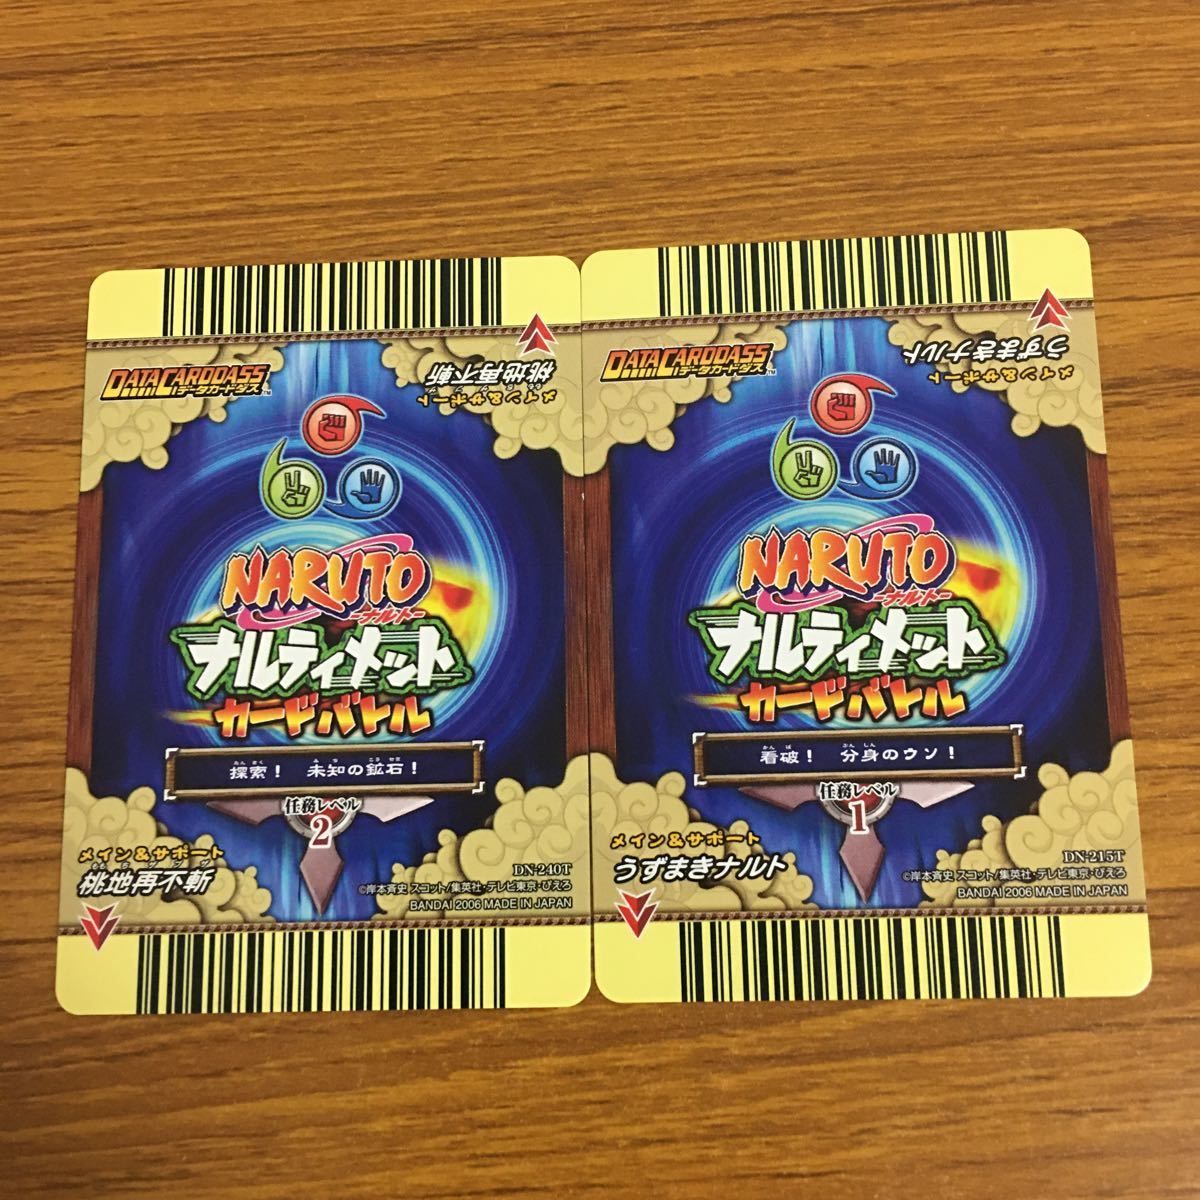 DATA CARDDASS
データカードダス™
桃地再不斬
メイン＆サポート
NARUTO
-ナルト-
ナルティメット
カードバトル
探索！ 未知の鉱石！
任務レベル
2
メイン＆サポート
桃地再不斬
DN-240T
©岸本斉史 スコット/集英社・テレビ東京・ぴえろ
BANDAI 2006 MADE IN JAPAN
DATA CARDDASS
データカードダス™
うずまきナルト
メイン＆サポート
NARUTO
-ナルト-
ナルティメット
カードバトル
看破！ 分身のウソ！
任務レベル
1
メイン＆サポート
うずまきナルト
DN-215T
©岸本斉史 スコット/集英社・テレビ東京・ぴえろ
BANDAI 2006 MADE IN JAPAN